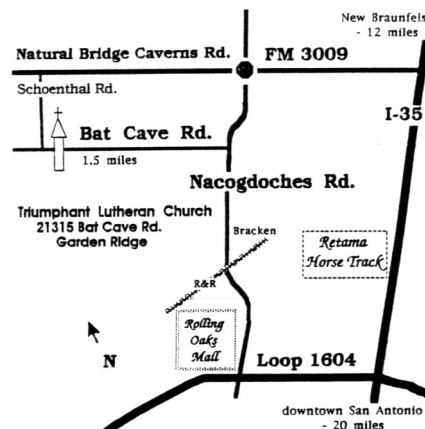 New Braunfels
- 12 miles
Natural Bridge Caverns Rd.
FM 3009
Schoenthal Rd.
I-35
Bat Cave Rd.
1.5 miles
Nacogdoches Rd.
Triumphant Lutheran Church
21315 Bat Cave Rd.
Garden Ridge
Bracken
Retama
Horse Track
R&R
Rolling
Oaks
Mall
N
Loop 1604
downtown San Antonio
- 20 miles